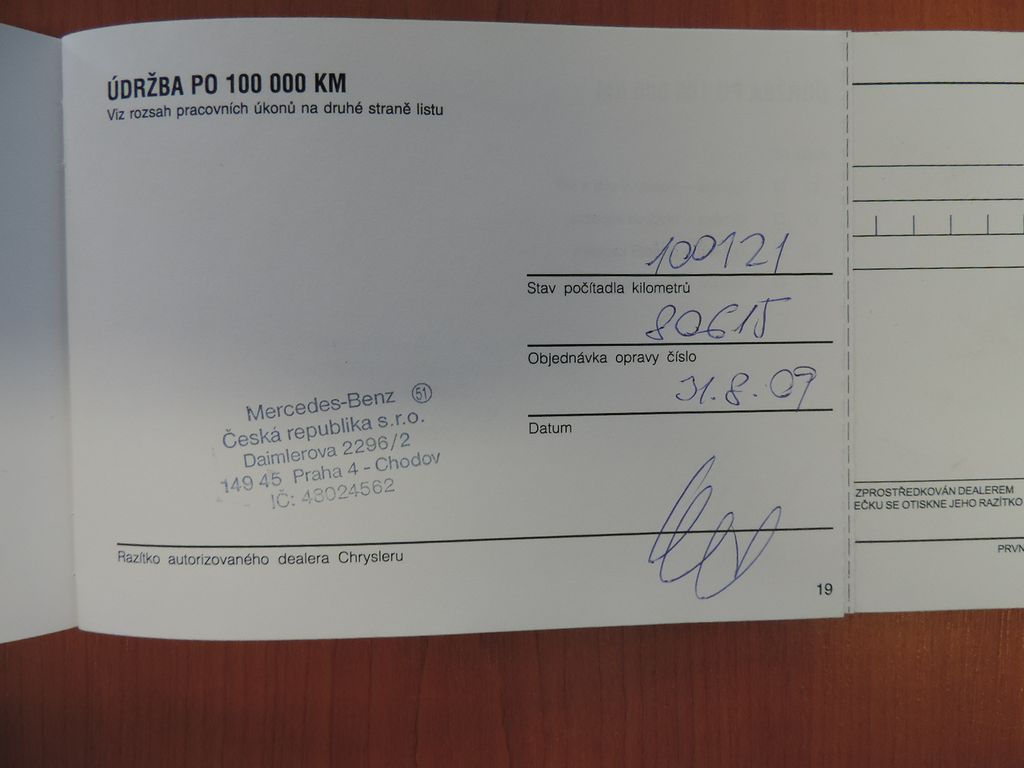 ÚDRŽBA PO 100 000 KM
Viz rozsah pracovních úkonů na druhé straně listu
100121
Stav počítadla kilometrů
80615
Objednávka opravy číslo
31.8.09
Datum
Mercedes-Benz 51
Česká republika s.r.o.
Daimlerova 2296/2
149 45 Praha 4 - Chodov
IČ: 48024562
Razítko autorizovaného dealera Chrysleru
19
ZPROSTŘEDKOVÁN DEALEREM
EČKU SE OTISKNE JEHO RAZÍTKO
PRVN